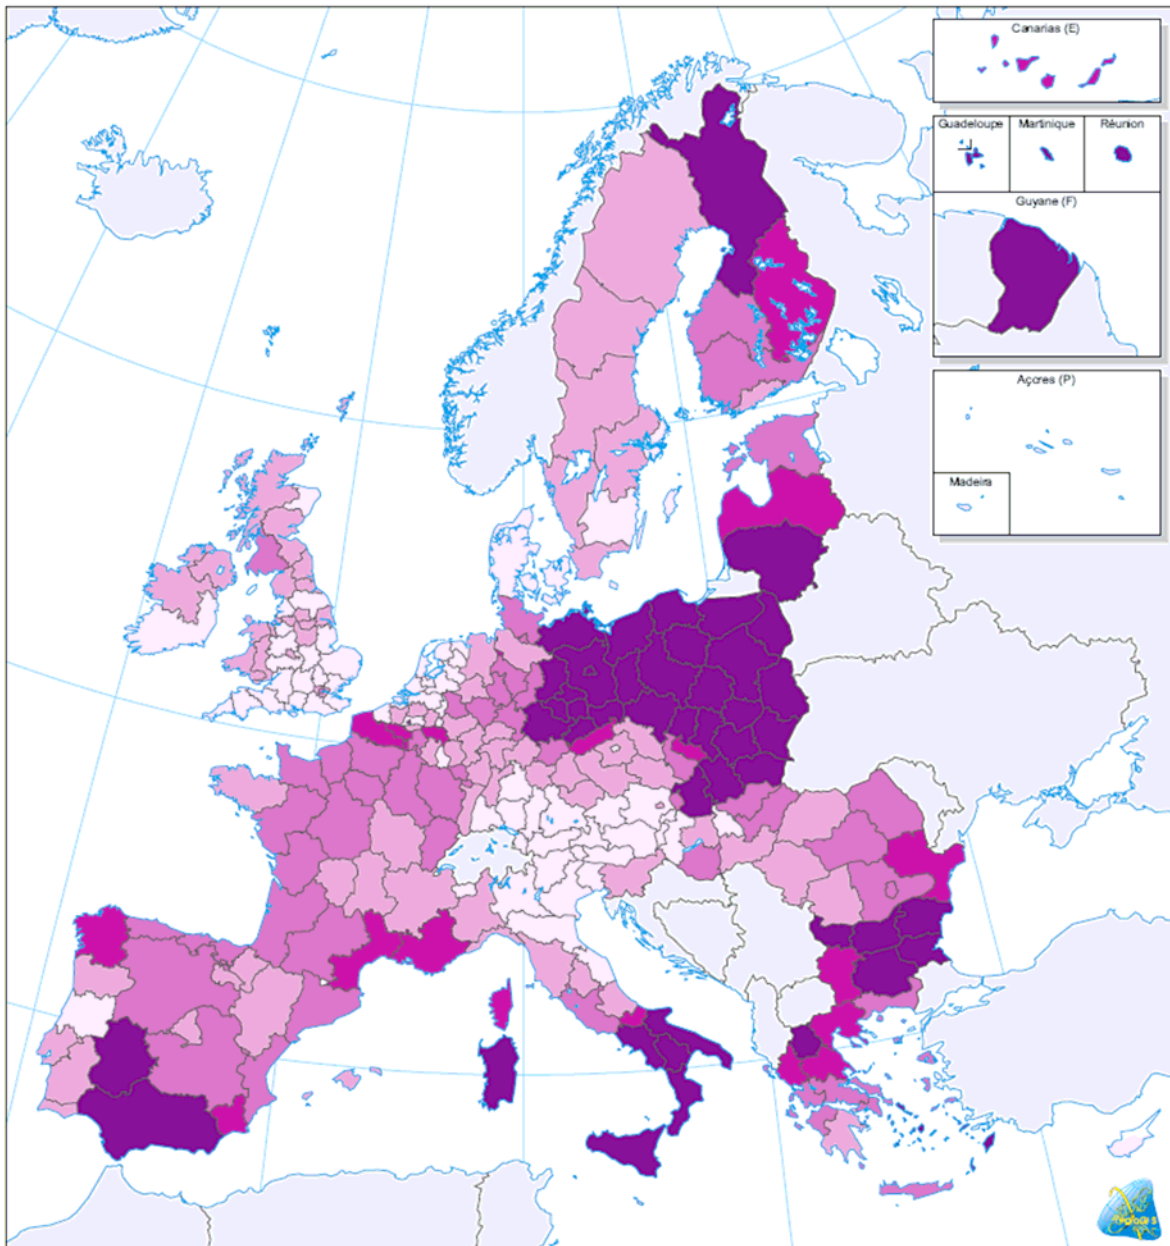 Canarias (E)
Guadeloupe
Martinique
Réunion
Guyane (F)
Açores (P)
Madeira